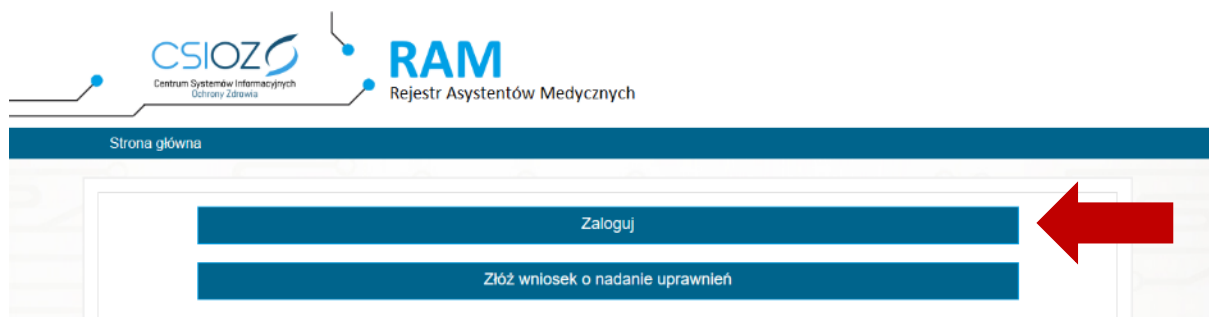 CSIOZ
Centrum Systemów Informacyjnych
Ochrony Zdrowia
RAM
Rejestr Asystentów Medycznych
Strona główna
Zaloguj
Złóż wniosek o nadanie uprawnień